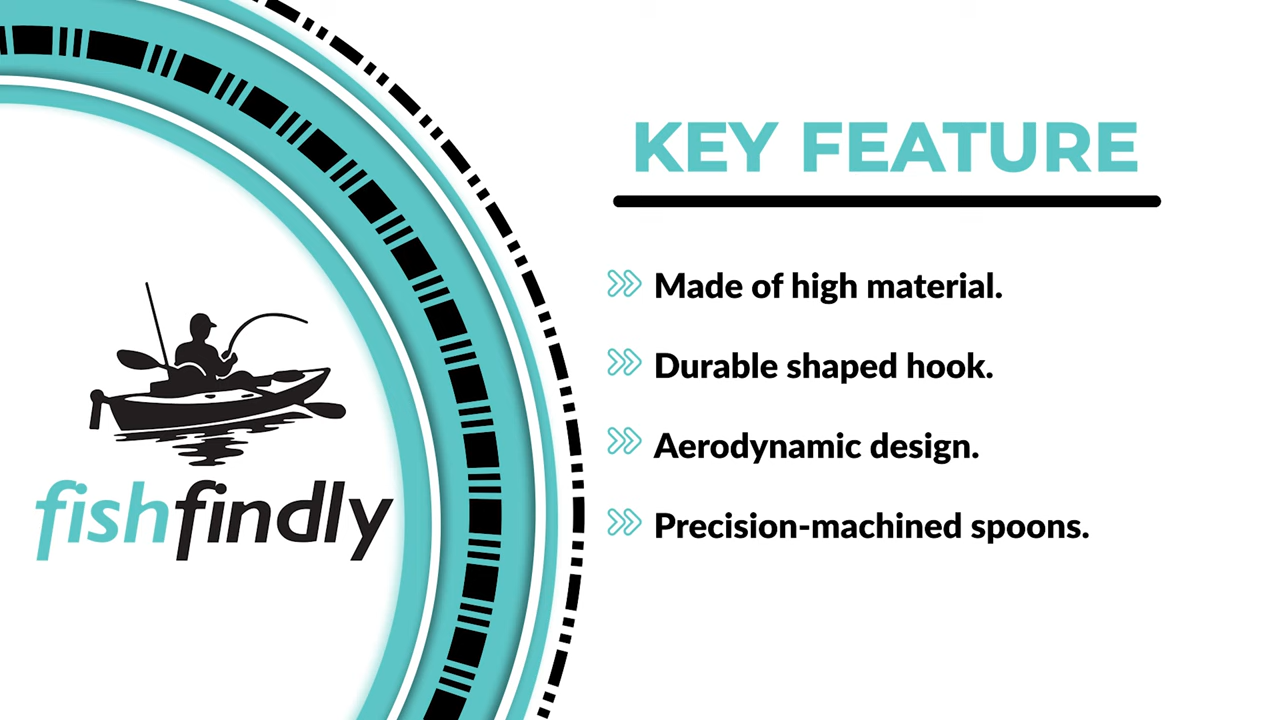 KEY FEATURE
Made of high material.
Durable shaped hook.
Aerodynamic design.
Precision-machined spoons.
fishfindly